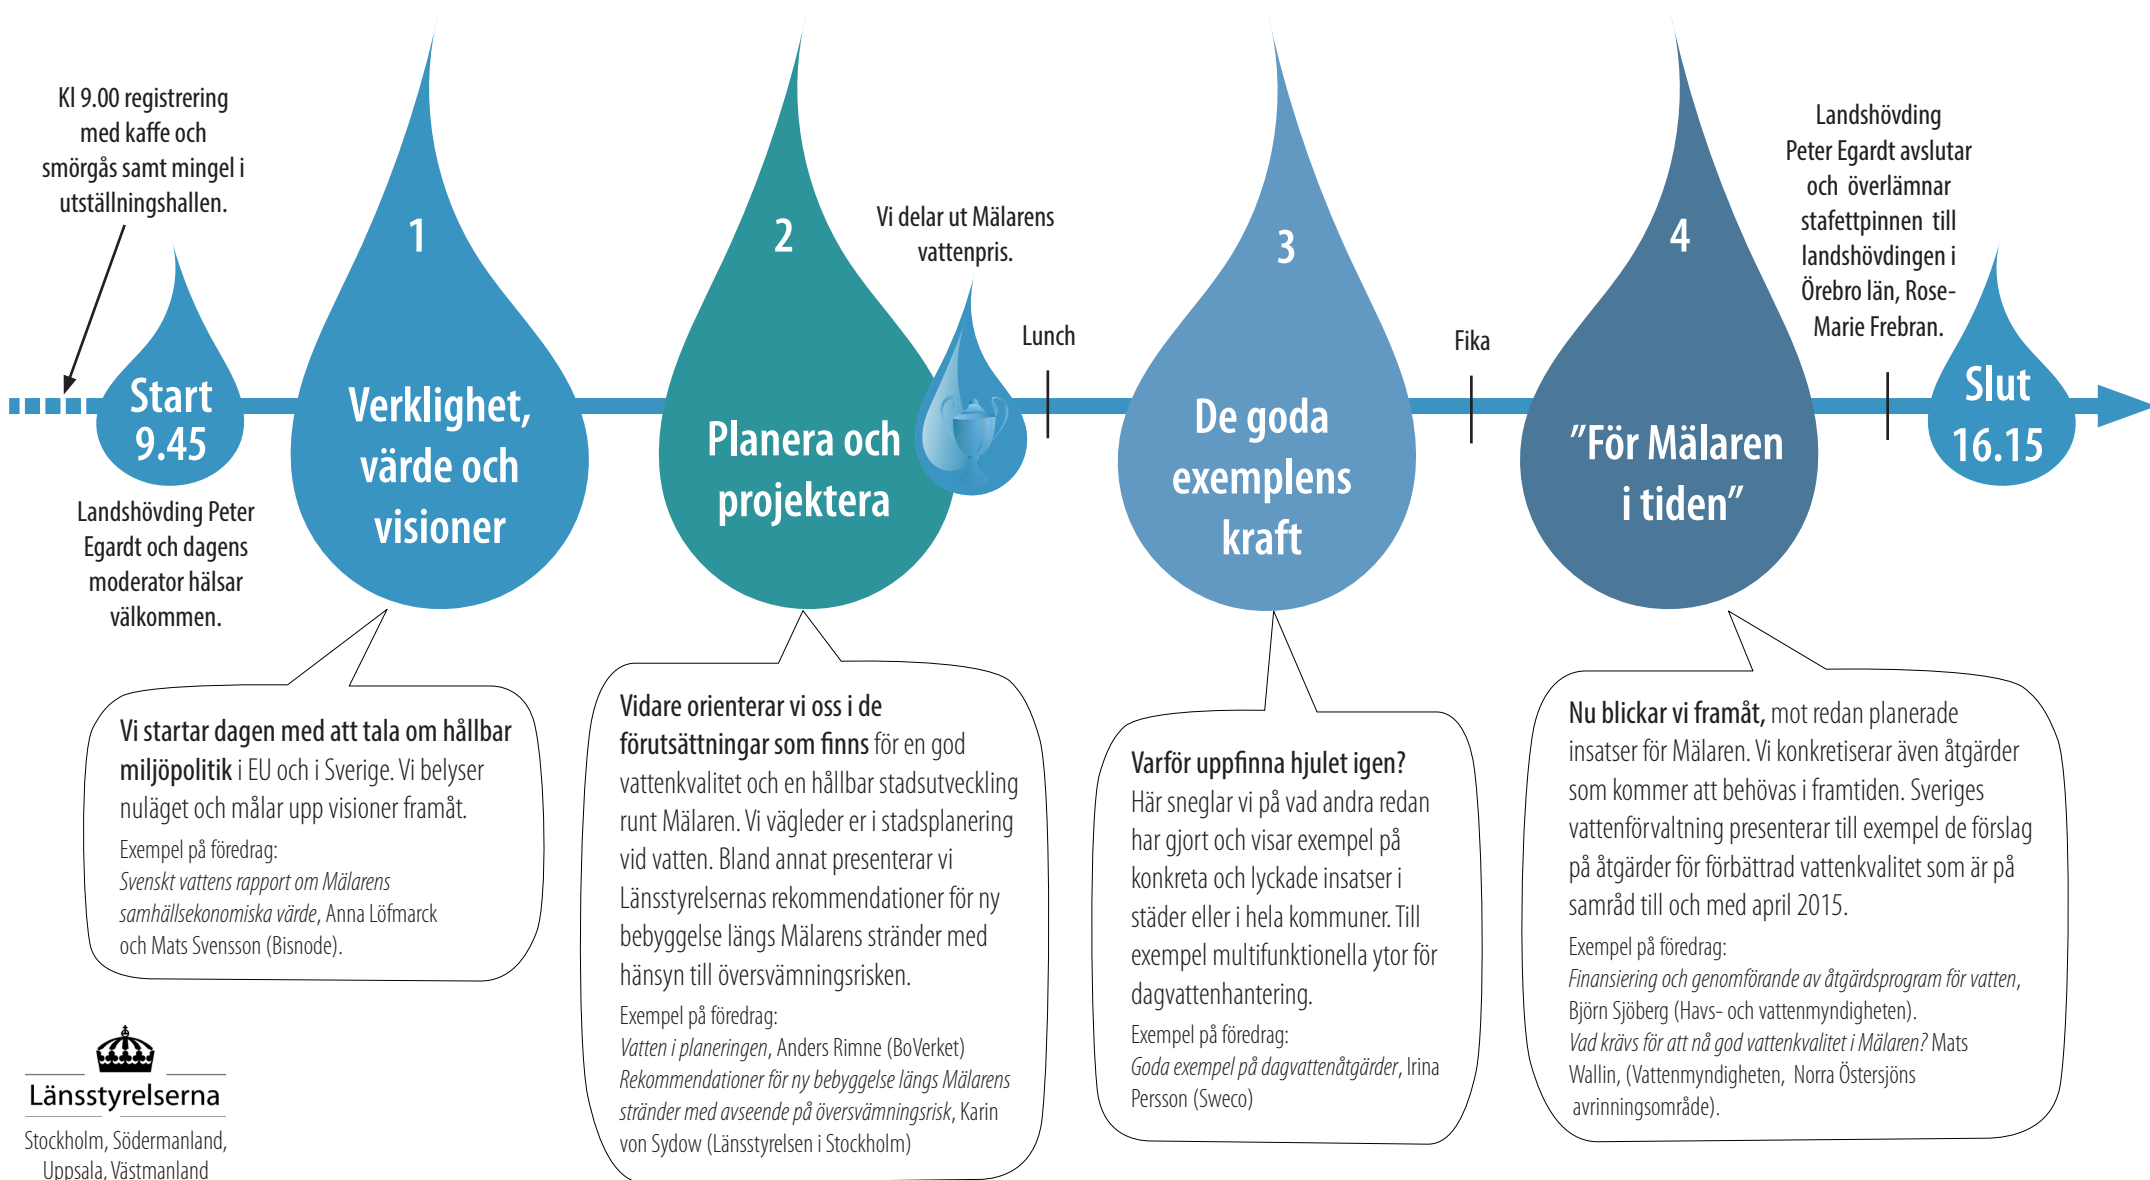 Kl 9.00 registrering
med kaffe och
smörgås samt mingel i
utställningshallen.
Start
9.45
Landshövding Peter
Egardt och dagens
moderator hälsar
välkommen.
1
Verklighet,
värde och
visioner
2
Planera och
projektera
Vi delar ut Mälarens
vattenpris.
Lunch
3
De goda
exemplens
kraft
Fika
4
”För Mälaren
i tiden”
Landshövding
Peter Egardt avslutar
och överlämnar
stafettpinnen till
landshövdingen i
Örebro län, Rose-
Marie Frebran.
Slut
16.15
Vi startar dagen med att tala om hållbar
miljöpolitik i EU och i Sverige. Vi belyser
nuläget och målar upp visioner framåt.
Exempel på föredrag:
Svenskt vattens rapport om Mälarens
samhällsekonomiska värde, Anna Löfmarck
och Mats Svensson (Bisnode).
Vidare orienterar vi oss i de
förutsättningar som finns för en god
vattenkvalitet och en hållbar stadsutveckling
runt Mälaren. Vi vägleder er i stadsplanering
vid vatten. Bland annat presenterar vi
Länsstyrelsernas rekommendationer för ny
bebyggelse längs Mälarens stränder med
hänsyn till översvämningsrisken.
Exempel på föredrag:
Vatten i planeringen, Anders Rimne (BoVerket)
Rekommendationer för ny bebyggelse längs Mälarens
stränder med avseende på översvämningsrisk, Karin
von Sydow (Länsstyrelsen i Stockholm)
Varför uppfinna hjulet igen?
Här sneglar vi på vad andra redan
har gjort och visar exempel på
konkreta och lyckade insatser i
städer eller i hela kommuner. Till
exempel multifunktionella ytor för
dagvattenhantering.
Exempel på föredrag:
Goda exempel på dagvattenåtgärder, Irina
Persson (Sweco)
Nu blickar vi framåt, mot redan planerade
insatser för Mälaren. Vi konkretiserar även åtgärder
som kommer att behövas i framtiden. Sveriges
vattenförvaltning presenterar till exempel de förslag
på åtgärder för förbättrad vattenkvalitet som är på
samråd till och med april 2015.
Exempel på föredrag:
Finansiering och genomförande av åtgärdsprogram för vatten,
Björn Sjöberg (Havs- och vattenmyndigheten).
Vad krävs för att nå god vattenkvalitet i Mälaren? Mats
Wallin, (Vattenmyndigheten, Norra Östersjöns
avrinningsområde).
Länsstyrelserna
Stockholm, Södermanland,
Uppsala, Västmanland